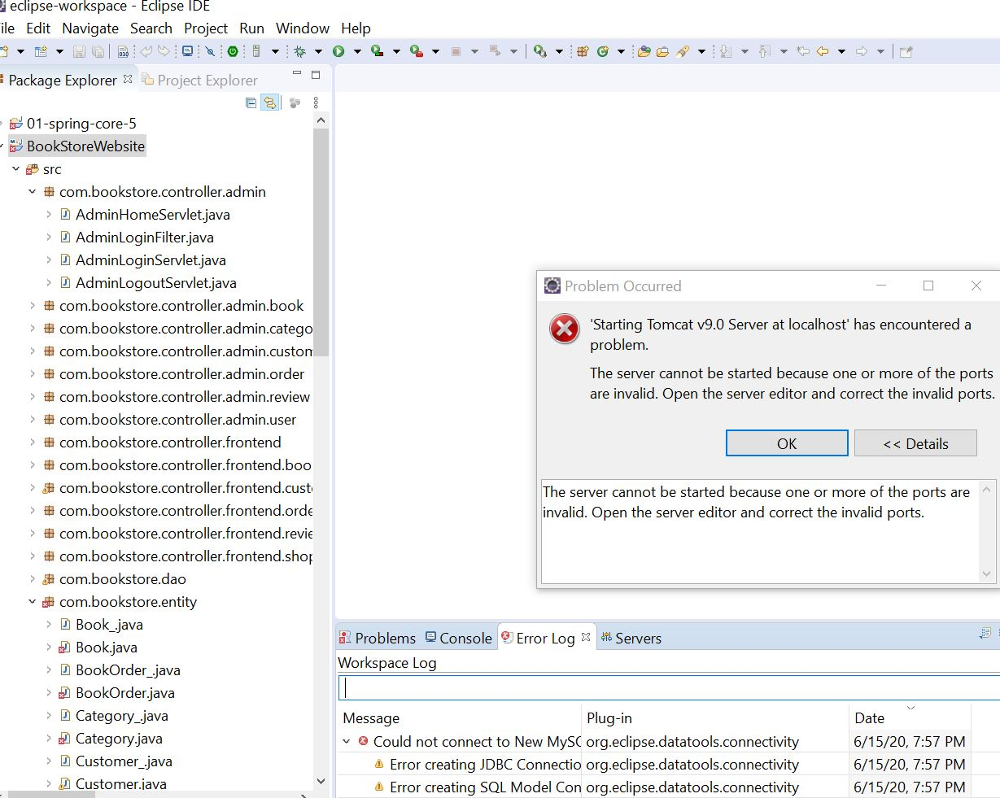 eclipse-workspace - Eclipse IDE
ile Edit Navigate Search Project Run Window Help
Package Explorer Project Explorer
01-spring-core-5
BookStoreWebsite
src
com.bookstore.controller.admin
AdminHomeServlet.java
AdminLoginFilter.java
AdminLoginServlet.java
AdminLogoutServlet.java
com.bookstore.controller.admin.book
com.bookstore.controller.admin.catego
com.bookstore.controller.admin.custom
com.bookstore.controller.admin.order
com.bookstore.controller.admin.review
com.bookstore.controller.admin.user
com.bookstore.controller.frontend
com.bookstore.controller.frontend.boo
com.bookstore.controller.frontend.cust
com.bookstore.controller.frontend.orde
com.bookstore.controller.frontend.revie
com.bookstore.controller.frontend.shop
com.bookstore.dao
com.bookstore.entity
Book_.java
Book.java
BookOrder_.java
BookOrder.java
Category_.java
Category.java
Customer_.java
Customer.java
Problem Occurred
'Starting Tomcat v9.0 Server at localhost' has encountered a
problem.
The server cannot be started because one or more of the ports
are invalid. Open the server editor and correct the invalid ports.
OK << Details
The server cannot be started because one or more of the ports are
invalid. Open the server editor and correct the invalid ports.
Problems Console Error Log Servers
Workspace Log
Message Plug-in Date
Could not connect to New MySQ org.eclipse.datatools.connectivity 6/15/20, 7:57 PM
Error creating JDBC Connectio org.eclipse.datatools.connectivity 6/15/20, 7:57 PM
Error creating SQL Model Con org.eclipse.datatools.connectivity 6/15/20, 7:57 PM